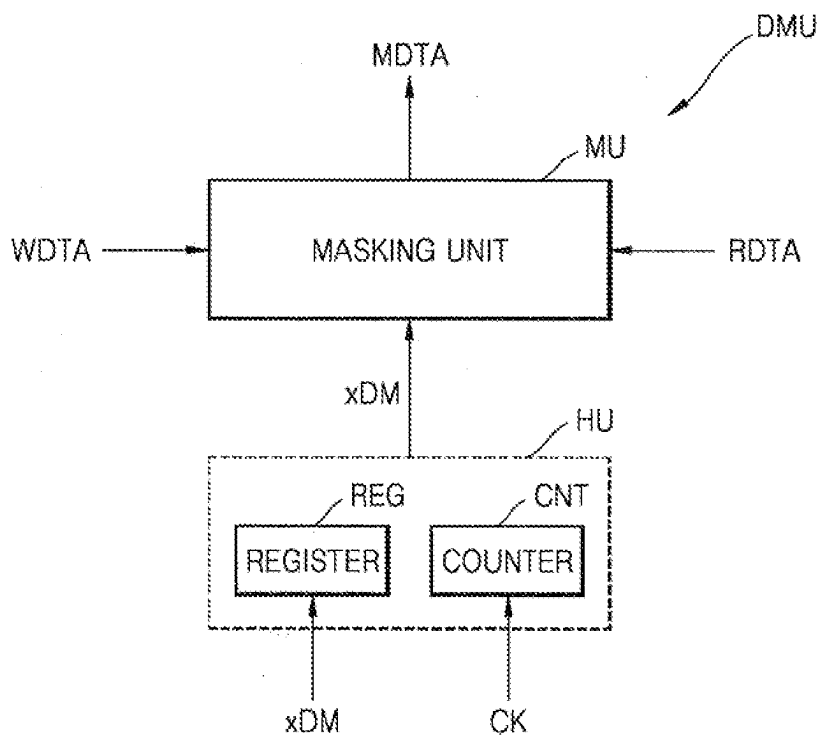 DMU
MDTA
MU
WDTA
MASKING UNIT
RDTA
xDM
HU
REG
CNT
REGISTER
COUNTER
xDM
CK